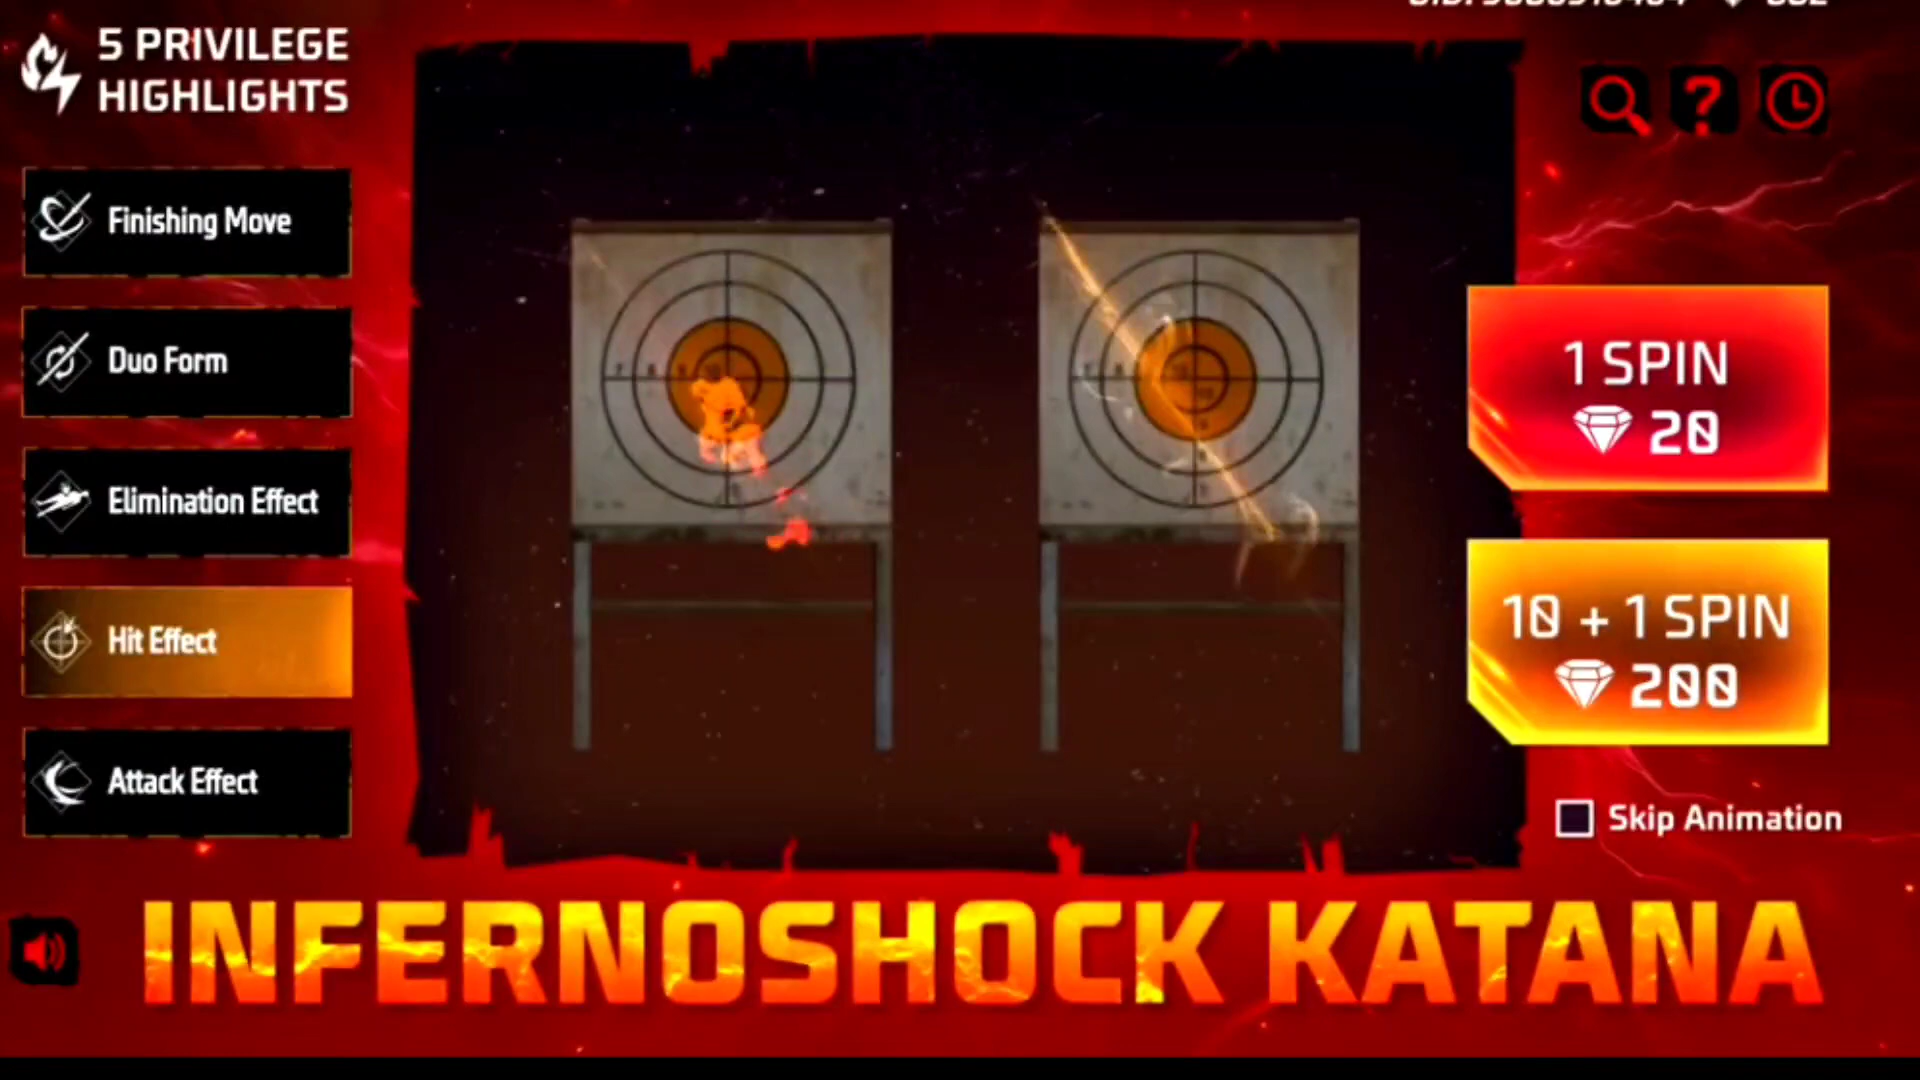 5 PRIVILEGE
HIGHLIGHTS
Finishing Move
Duo Form
Elimination Effect
Hit Effect
Attack Effect
1 SPIN
20
10 + 1 SPIN
200
Skip Animation
INFERNOSHOCK KATANA